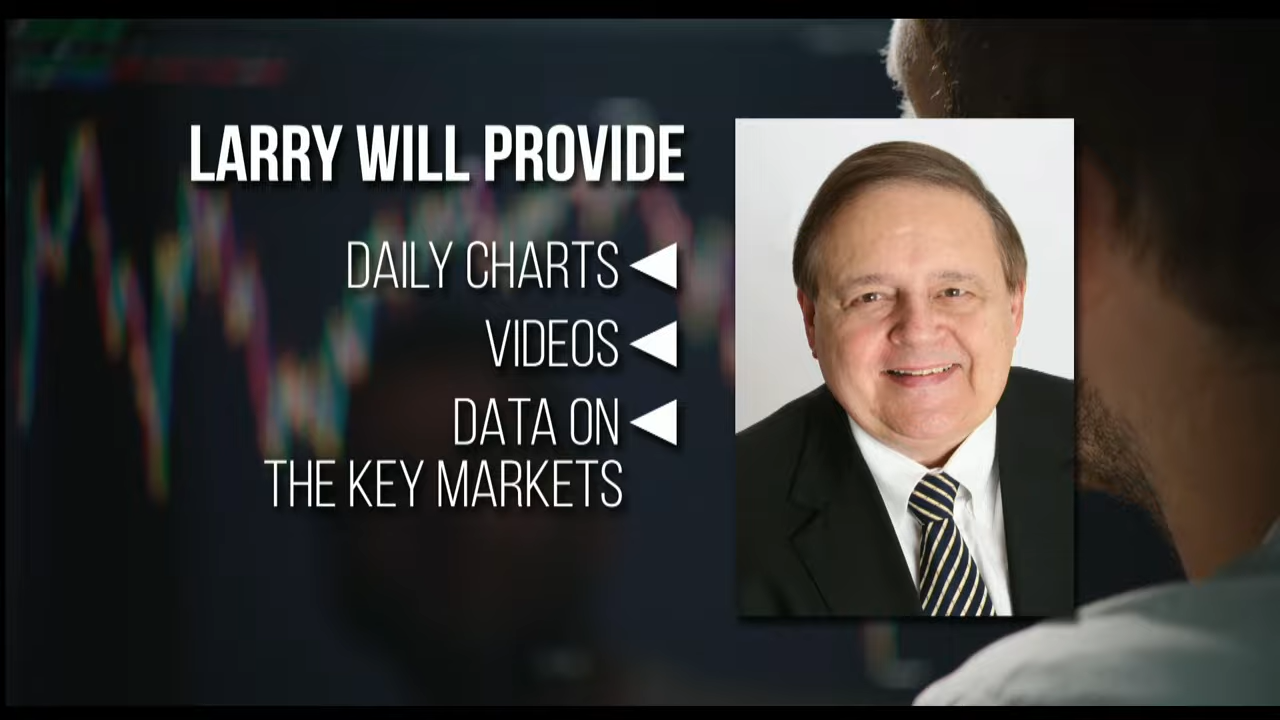 LARRY WILL PROVIDE
DAILY CHARTS
VIDEOS
DATA ON
THE KEY MARKETS